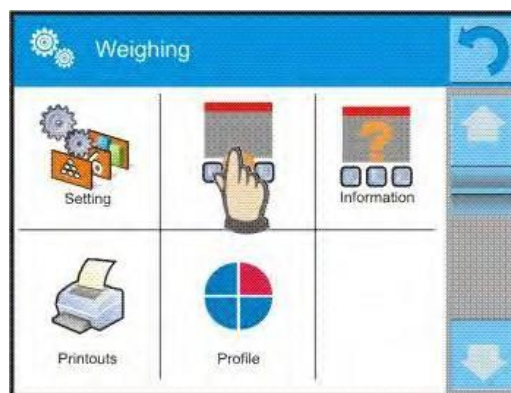 Weighing
Setting
Information
Printouts
Profile